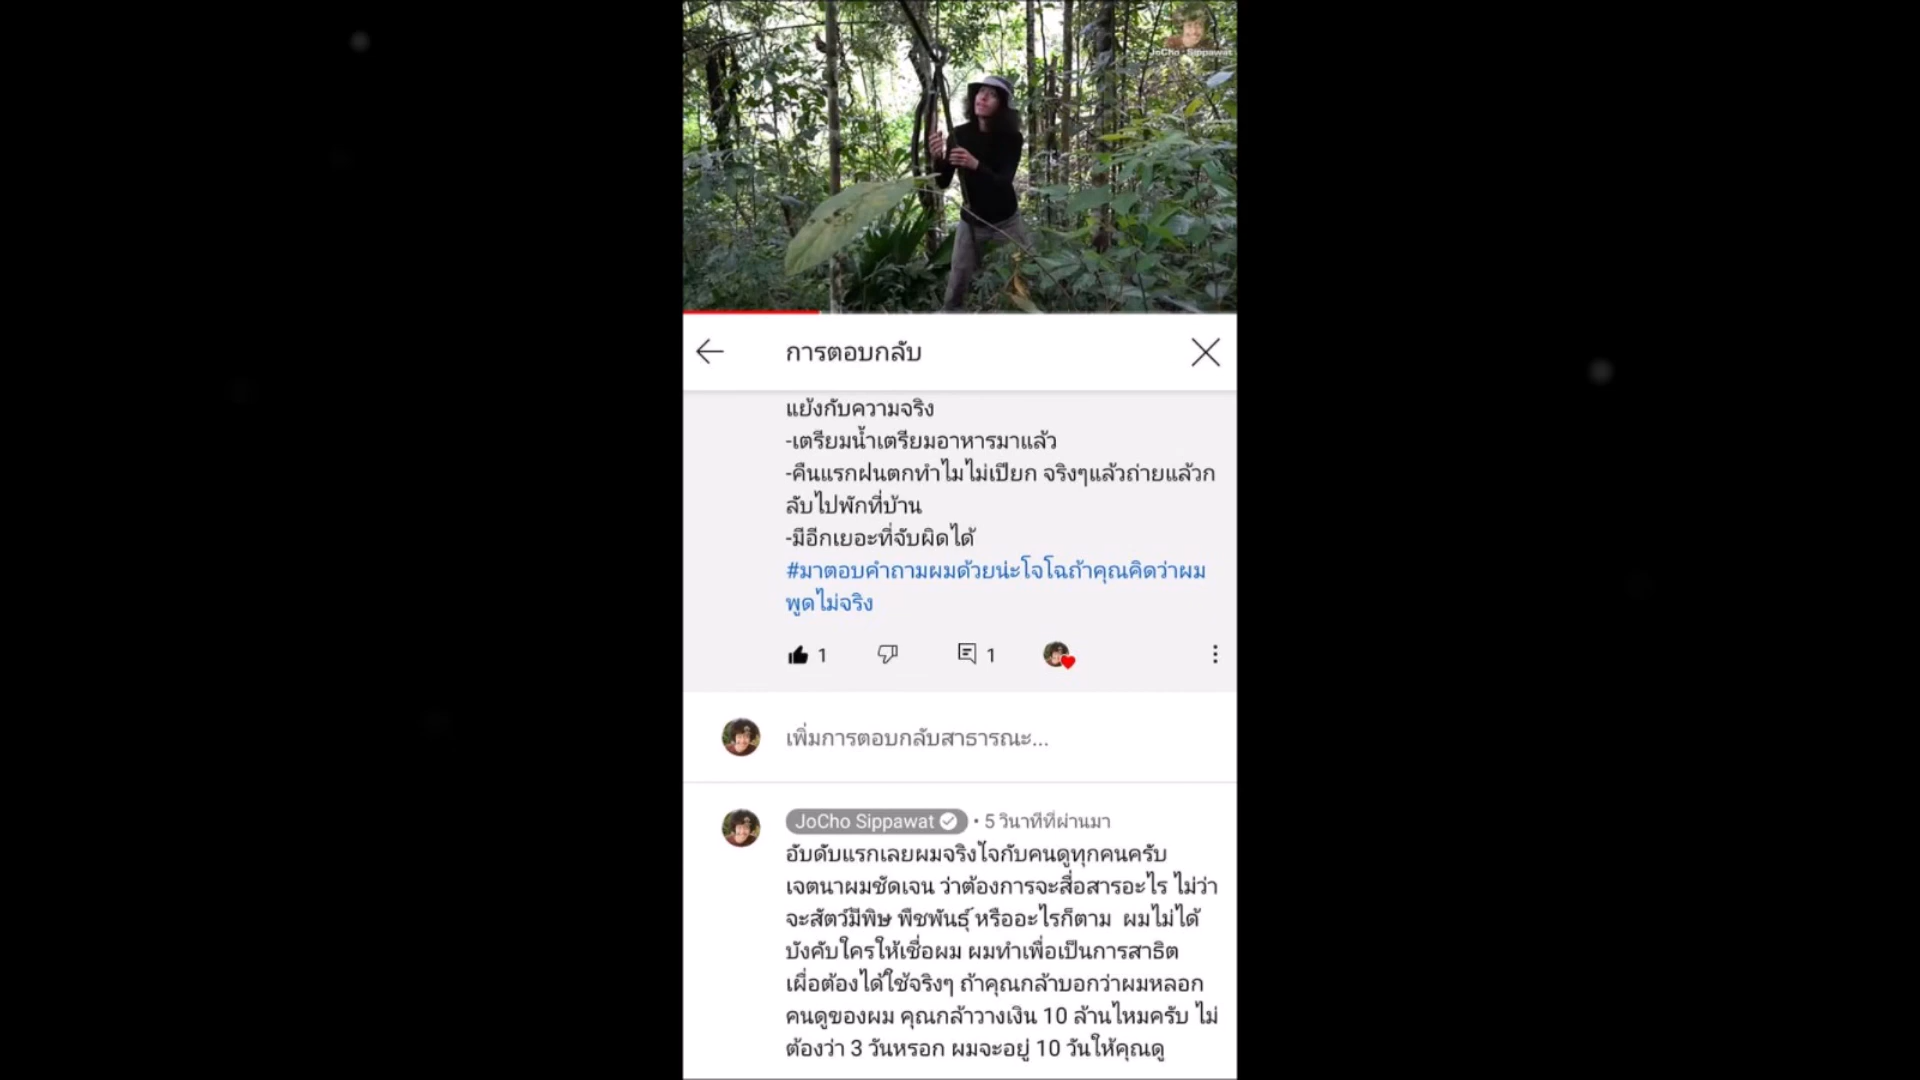 JoCho : Sippawat
การตอบกลับ
แย้งกับความจริง
-เตรียมน้ำเตรียมอาหารมาแล้ว
-คืนแรกฝนตกทำไมไม่เปียก จริงๆแล้วถ่ายแล้วก
ลับไปพักที่บ้าน
-มีอีกเยอะที่จับผิดได้
#มาตอบคำถามผมด้วยน่ะโจโฉถ้าคุณคิดว่าผม
พูดไม่จริง
1 1
เพิ่มการตอบกลับสาธารณะ...
JoCho Sippawat • 5 วินาทีที่ผ่านมา
อับดับแรกเลยผมจริงใจกับคนดูทุกคนครับ
เจตนาผมชัดเจน ว่าต้องการจะสื่อสารอะไร ไม่ว่า
จะสัตว์มีพิษ พืชพันธุ์ หรืออะไรก็ตาม ผมไม่ได้
บังคับใครให้เชื่อผม ผมทำเพื่อเป็นการสาธิต
เผื่อต้องได้ใช้จริงๆ ถ้าคุณกล้าบอกว่าผมหลอก
คนดูของผม คุณกล้าวางเงิน 10 ล้านไหมครับ ไม่
ต้องว่า 3 วันหรอก ผมจะอยู่ 10 วันให้คุณดู